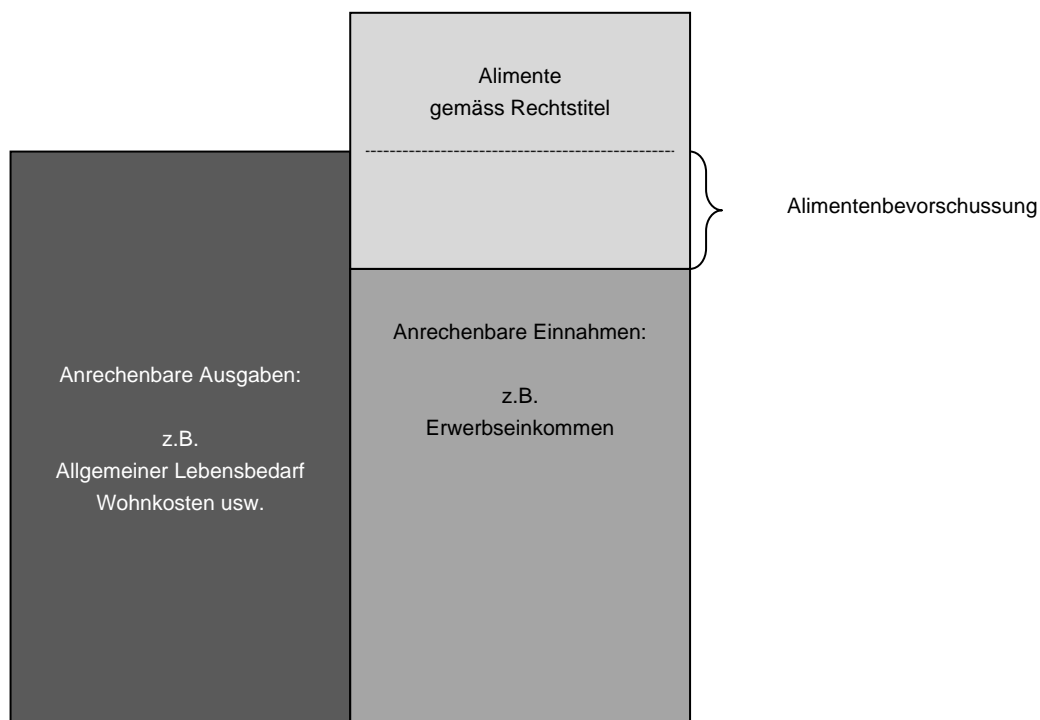 Alimente
gemäss Rechtstitel
Alimentenbevorschussung
Anrechenbare Ausgaben:
z.B.
Allgemeiner Lebensbedarf
Wohnkosten usw.
Anrechenbare Einnahmen:
z.B.
Erwerbseinkommen